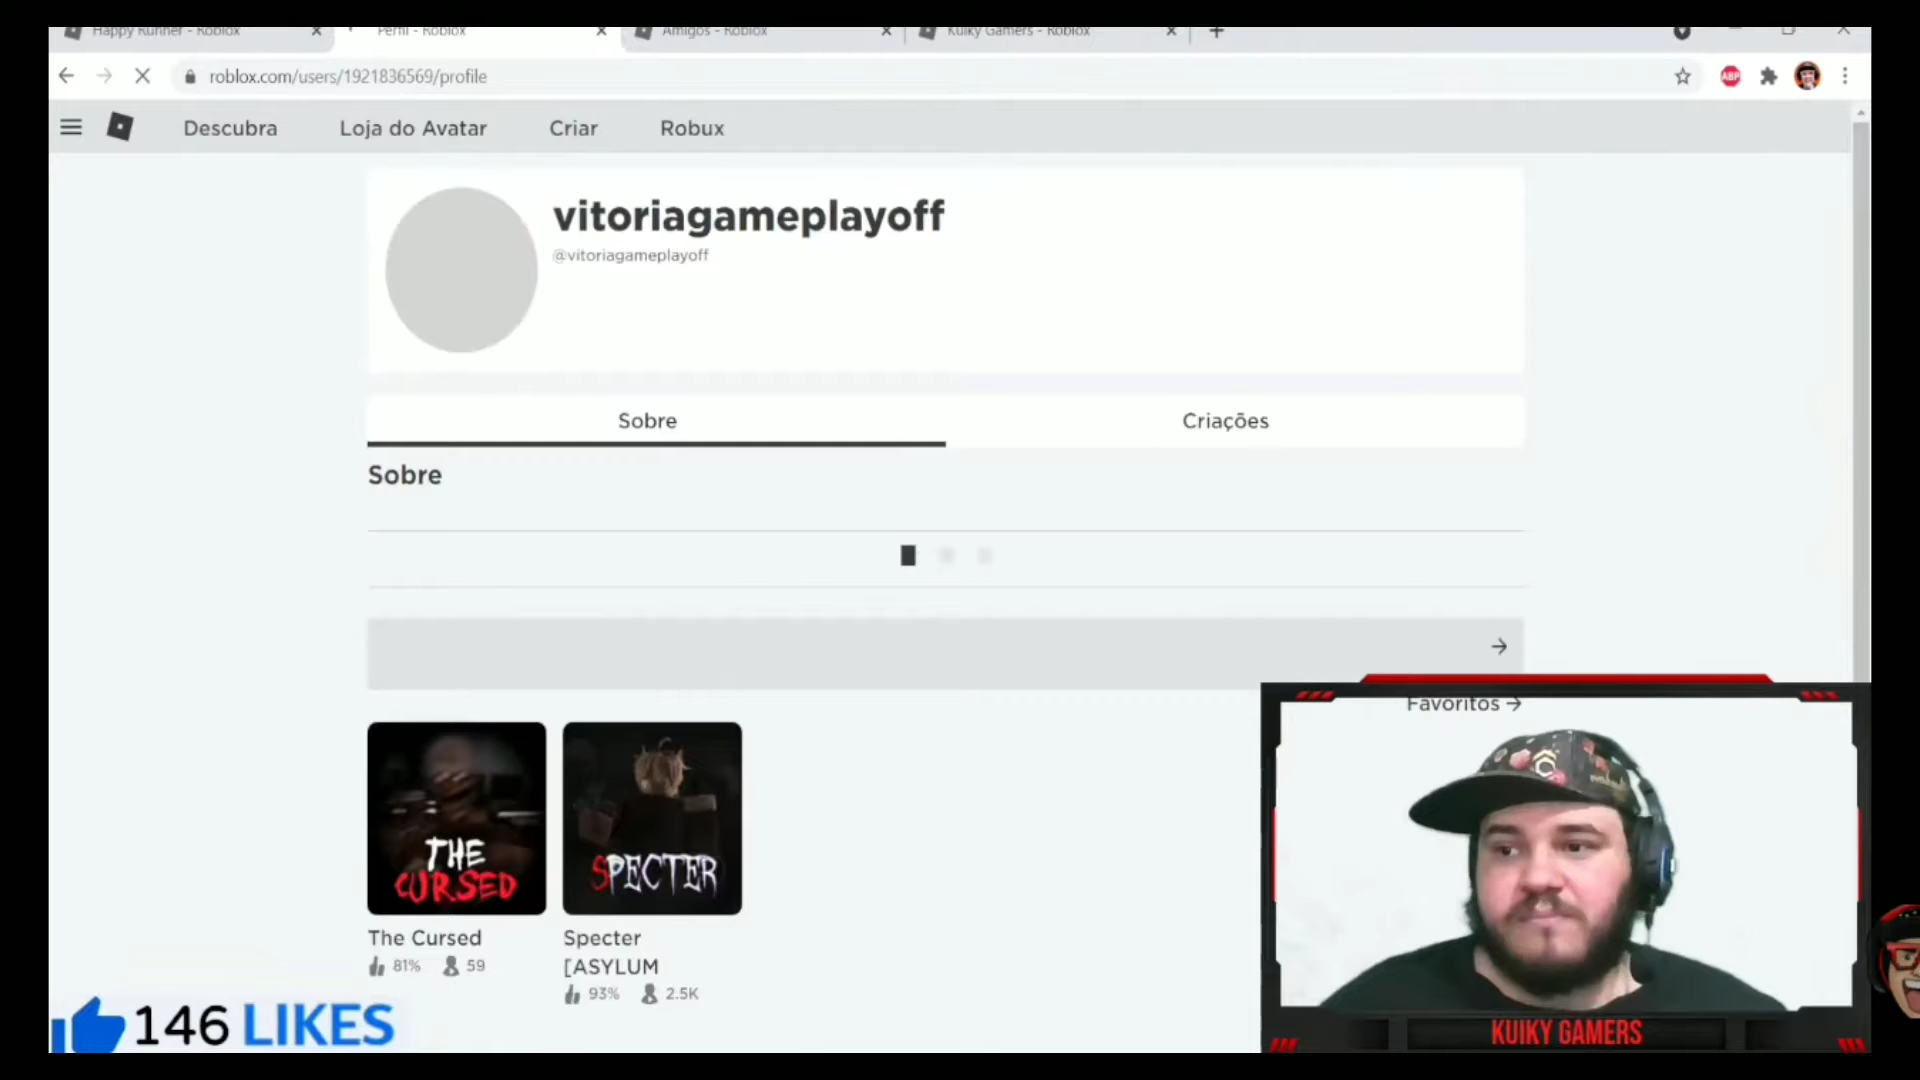 Happy Runner - Roblox
Perfil - Roblox
Amigos - Roblox
Kuiky Gamers - Roblox
roblox.com/users/1921836569/profile
ABP
Descubra
Loja do Avatar
Criar
Robux
vitoriagameplayoff
@vitoriagameplayoff
Sobre
Criações
Sobre
Favoritos →
THE
CURSED
SPECTER
The Cursed
81% 59
Specter
[ASYLUM
93% 2.5K
146 LIKES
KUIKY GAMERS